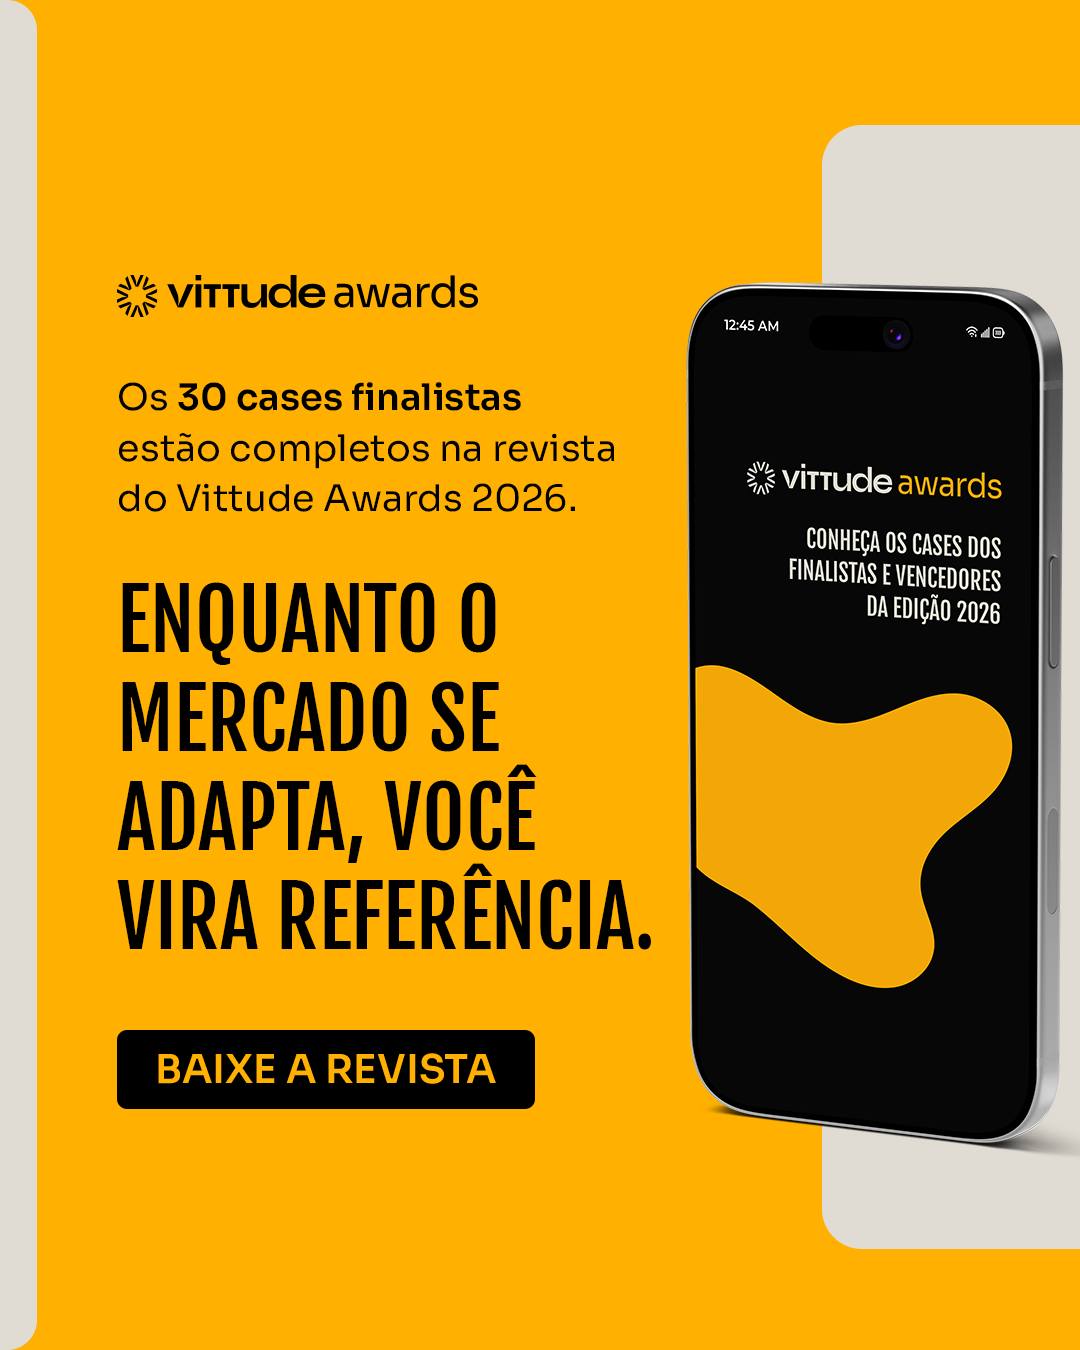 vittude awards
Os 30 cases finalistas
estão completos na revista
do Vittude Awards 2026.
ENQUANTO O
MERCADO SE
ADAPTA, VOCÊ
VIRA REFERÊNCIA.
BAIXE A REVISTA
12:45 AM
vittude awards
CONHEÇA OS CASES DOS
FINALISTAS E VENCEDORES
DA EDIÇÃO 2026